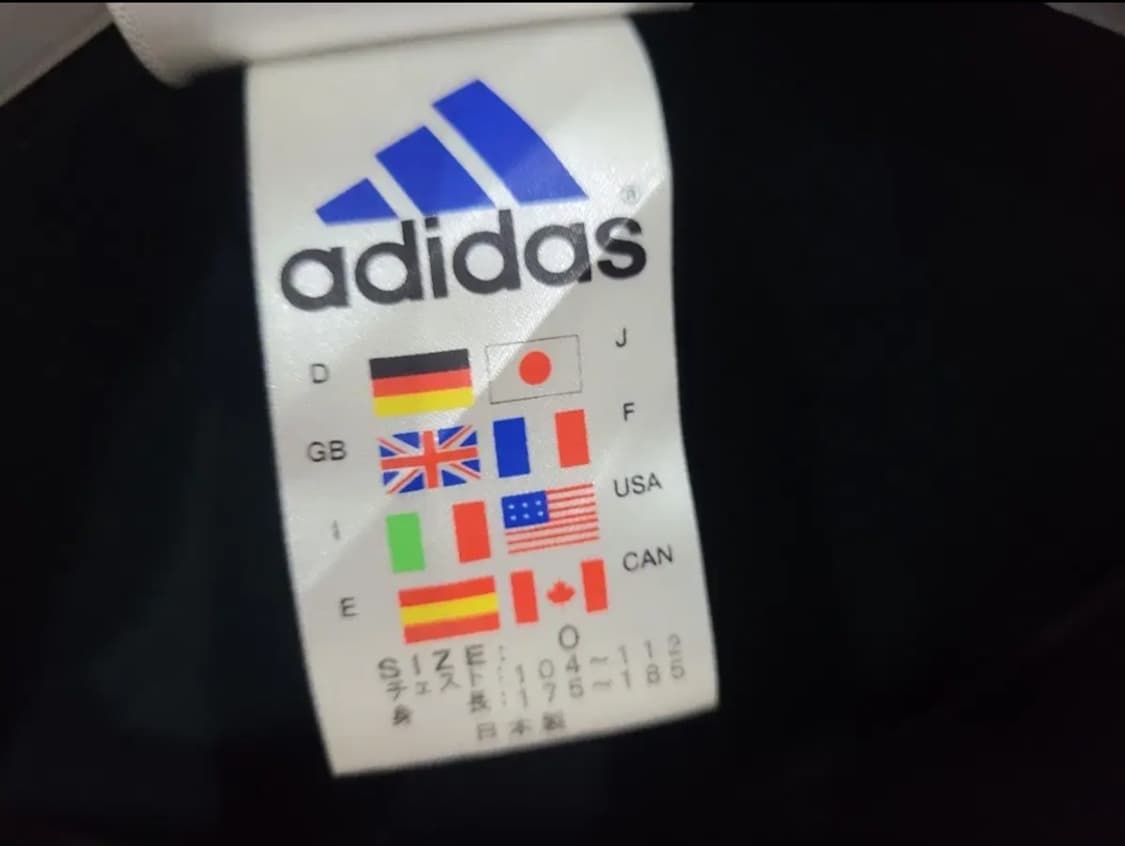 adidas®
D J
GB F
I USA
E CAN
SIZE: O
チェスト:104~112
身 長:175~185
日本製